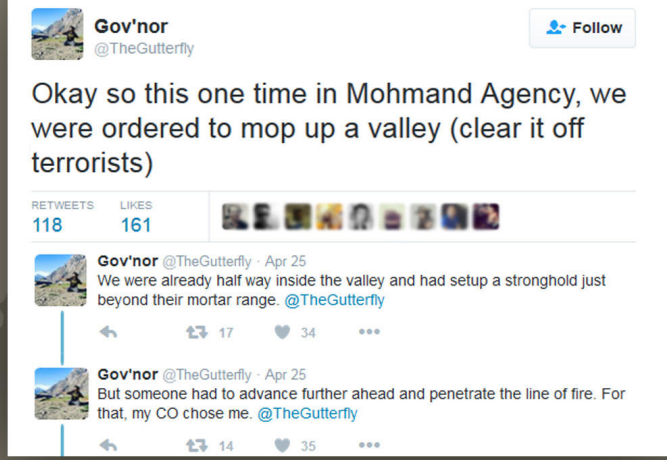 Gov'nor
@TheGutterfly
Follow
Okay so this one time in Mohmand Agency, we
were ordered to mop up a valley (clear it off
terrorists)
RETWEETS LIKES
118 161
Gov'nor @TheGutterfly · Apr 25
We were already half way inside the valley and had setup a stronghold just
beyond their mortar range. @TheGutterfly
17 34
Gov'nor @TheGutterfly · Apr 25
But someone had to advance further ahead and penetrate the line of fire. For
that, my CO chose me. @TheGutterfly
14 35